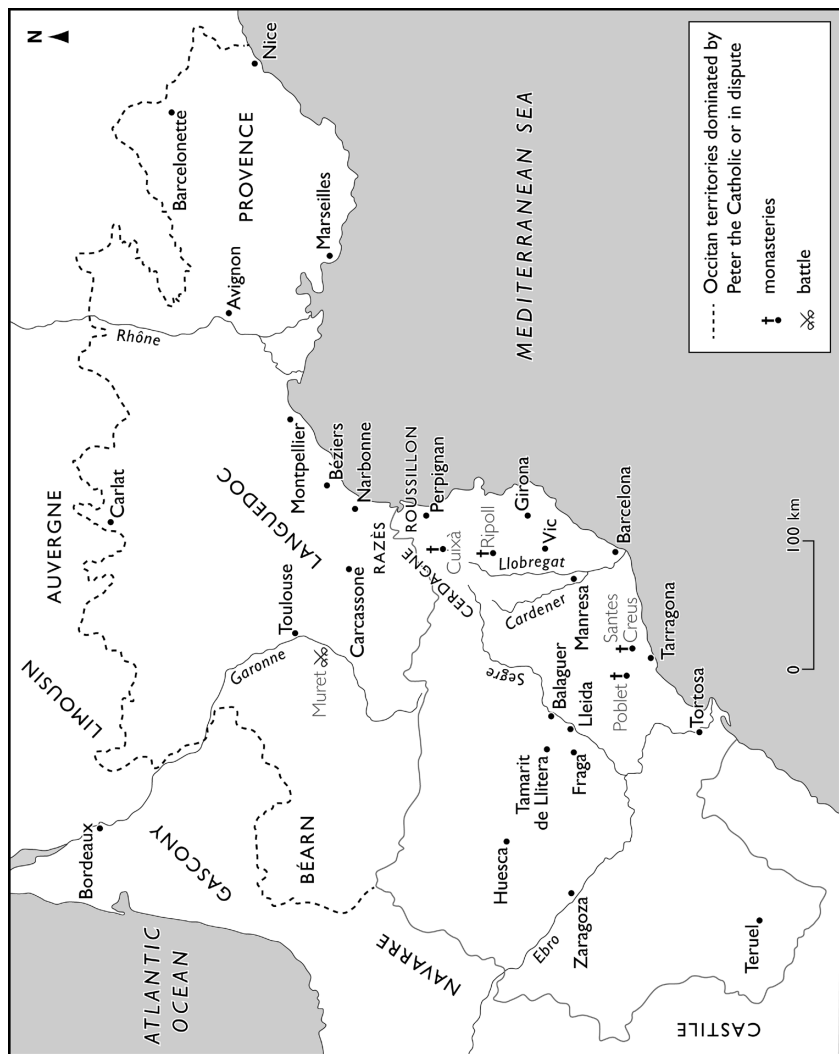 N
Nice
Barcelonette
PROVENCE
Marseilles
Avignon
Rhône
MEDITERRANEAN SEA
Occitan territories dominated by
Peter the Catholic or in dispute
monasteries
battle
AUVERGNE
Carlat
LIMOUSIN
LANGUEDOC
Montpellier
Béziers
Narbonne
Toulouse
Garonne
Muret
Carcassone
RAZÈS
ROUSSILLON
Perpignan
CERDAGNE
Cuixà
Ripoll
Girona
Vic
Llobregat
Barcelona
Cardener
Manresa
Santes
Creus
Poblet
Tarragona
Tortosa
Segre
Balaguer
Lleida
Tamarit
de Llitera
Fraga
Bordeaux
GASCONY
BÉARN
Huesca
Zaragoza
Ebro
NAVARRE
ATLANTIC
OCEAN
Teruel
CASTILE
0
100 km